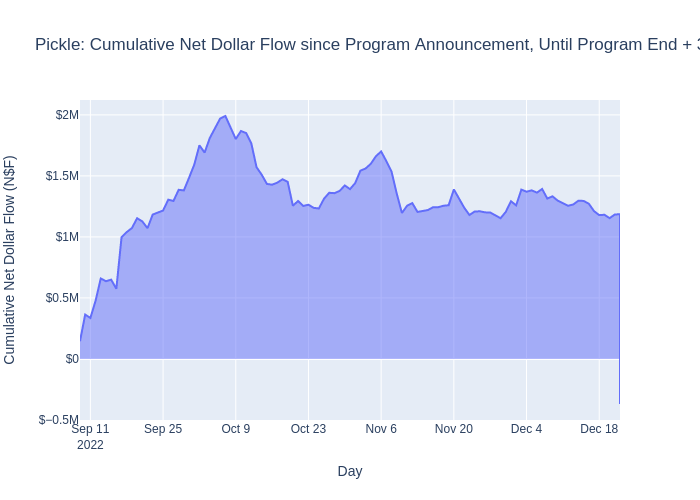 Pickle: Cumulative Net Dollar Flow since Program Announcement, Until Program End + 
Cumulative Net Dollar Flow (N$F)
$2M
$1.5M
$1M
$0.5M
$0
$−0.5M
Sep 11
2022
Sep 25
Oct 9
Oct 23
Nov 6
Nov 20
Dec 4
Dec 18
Day